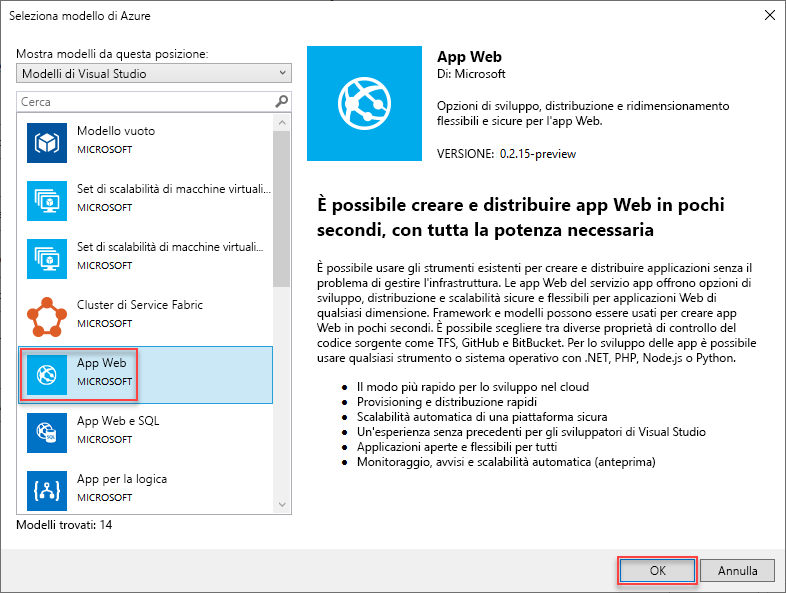 Seleziona modello di Azure
Mostra modelli da questa posizione:
Modelli di Visual Studio
Cerca
Modello vuoto
MICROSOFT
Set di scalabilità di macchine virtuali...
MICROSOFT
Set di scalabilità di macchine virtuali...
MICROSOFT
Cluster di Service Fabric
MICROSOFT
App Web
MICROSOFT
App Web e SQL
MICROSOFT
App per la logica
MICROSOFT
Modelli trovati: 14
App Web
Di: Microsoft
Opzioni di sviluppo, distribuzione e ridimensionamento
flessibili e sicure per l'app Web.
VERSIONE: 0.2.15-preview
È possibile creare e distribuire app Web in pochi
secondi, con tutta la potenza necessaria
È possibile usare gli strumenti esistenti per creare e distribuire applicazioni senza il
problema di gestire l'infrastruttura. Le app Web del servizio app offrono opzioni di
sviluppo, distribuzione e scalabilità sicure e flessibili per applicazioni Web di
qualsiasi dimensione. Framework e modelli possono essere usati per creare app
Web in pochi secondi. È possibile scegliere tra diverse proprietà di controllo del
codice sorgente come TFS, GitHub e BitBucket. Per lo sviluppo delle app è possibile
usare qualsiasi strumento o sistema operativo con .NET, PHP, Node.js o Python.
• Il modo più rapido per lo sviluppo nel cloud
• Provisioning e distribuzione rapidi
• Scalabilità automatica di una piattaforma sicura
• Un'esperienza senza precedenti per gli sviluppatori di Visual Studio
• Applicazioni aperte e flessibili per tutti
• Monitoraggio, avvisi e scalabilità automatica (anteprima)
OK
Annulla